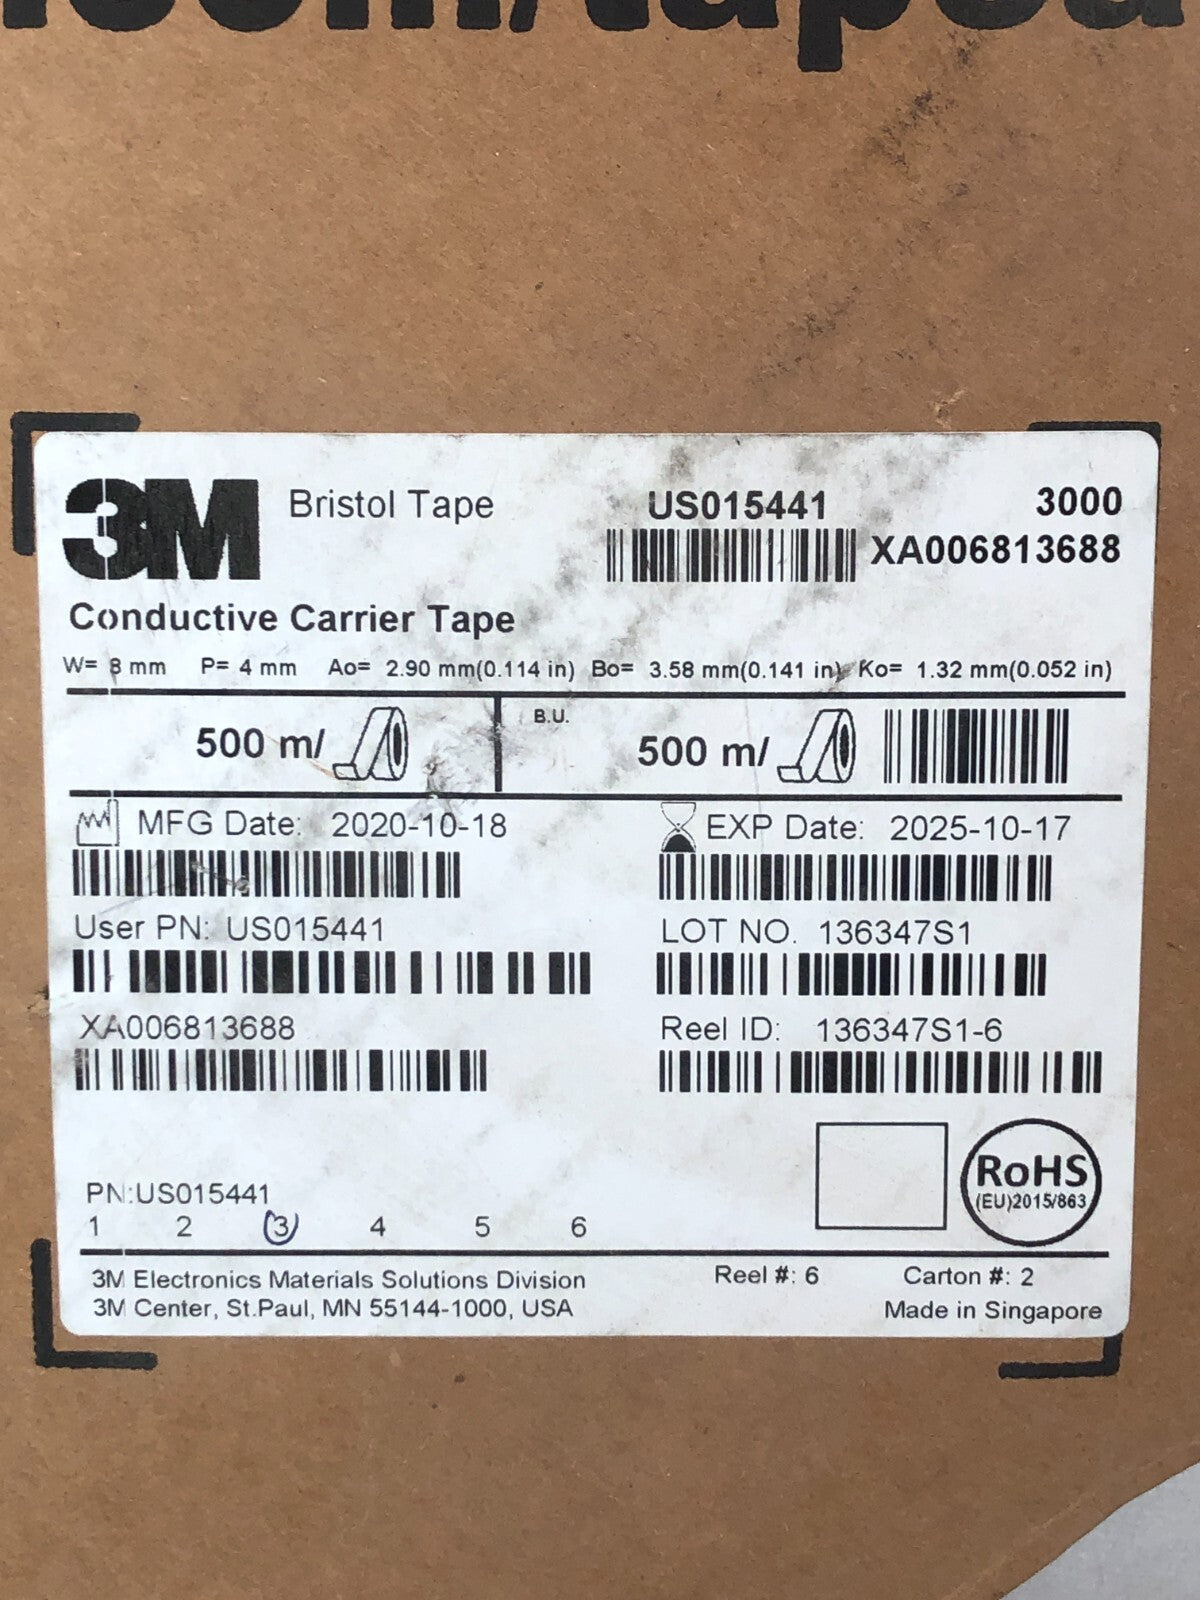 3M Bristol Tape US015441 3000
XA006813688
Conductive Carrier Tape
W= 8 mm P= 4 mm Ao= 2.90 mm(0.114 in) Bo= 3.58 mm(0.141 in) Ko= 1.32 mm(0.052 in)
B.U.
500 m/ 500 m/
MFG Date: 2020-10-18 EXP Date: 2025-10-17
User PN: US015441 LOT NO. 136347S1
XA006813688 Reel ID: 136347S1-6
RoHS
(EU)2015/863
PN:US015441
1 2 3 4 5 6
3M Electronics Materials Solutions Division Reel #: 6 Carton #: 2
3M Center, St.Paul, MN 55144-1000, USA Made in Singapore